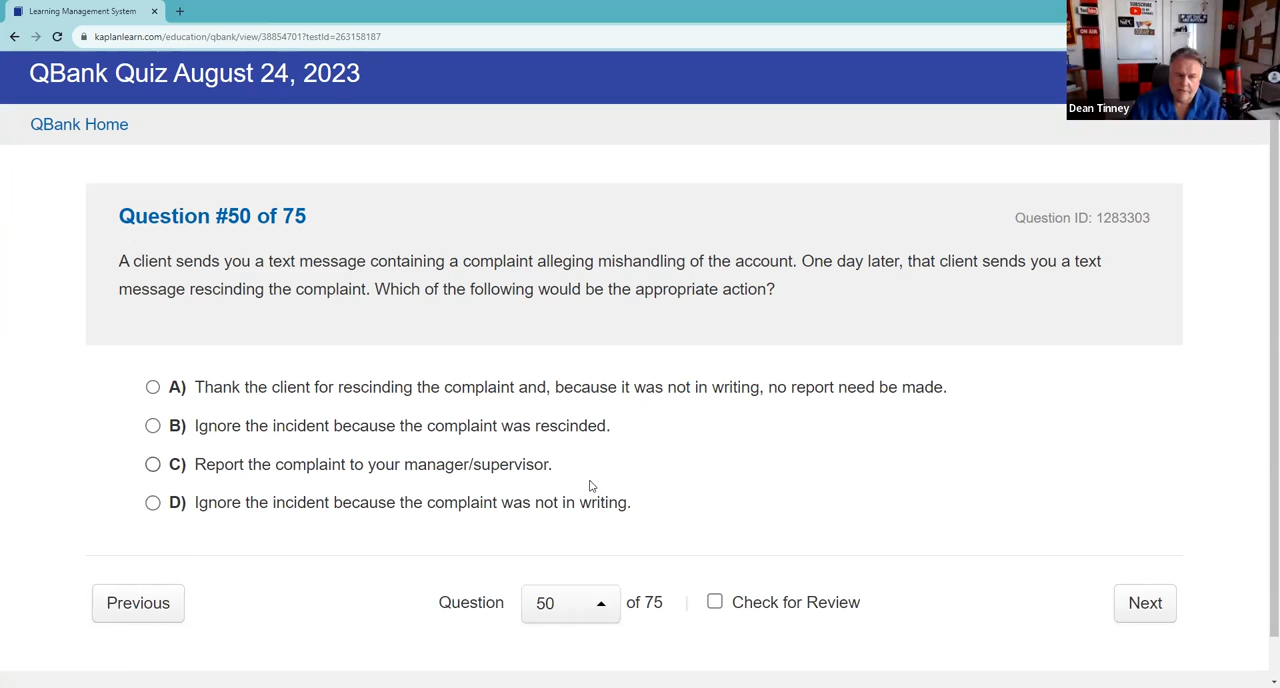 Learning Management System
kaplanlearn.com/education/qbank/view/38854701?testId=263158187
SUBSCRIBE
ON AIR
Dean Tinney
QBank Quiz August 24, 2023
QBank Home
Question #50 of 75
Question ID: 1283303
A client sends you a text message containing a complaint alleging mishandling of the account. One day later, that client sends you a text
message rescinding the complaint. Which of the following would be the appropriate action?
A) Thank the client for rescinding the complaint and, because it was not in writing, no report need be made.
B) Ignore the incident because the complaint was rescinded.
C) Report the complaint to your manager/supervisor.
D) Ignore the incident because the complaint was not in writing.
Previous
Question 50 of 75 | Check for Review
Next